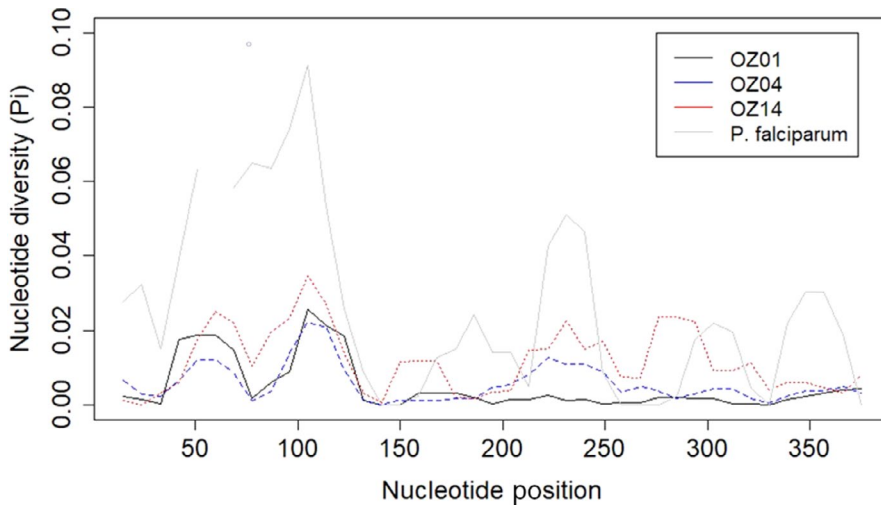 Nucleotide diversity (Pi)
0.10
0.08
0.06
0.04
0.02
0.00
OZ01
OZ04
OZ14
P. falciparum
50 100 150 200 250 300 350
Nucleotide position